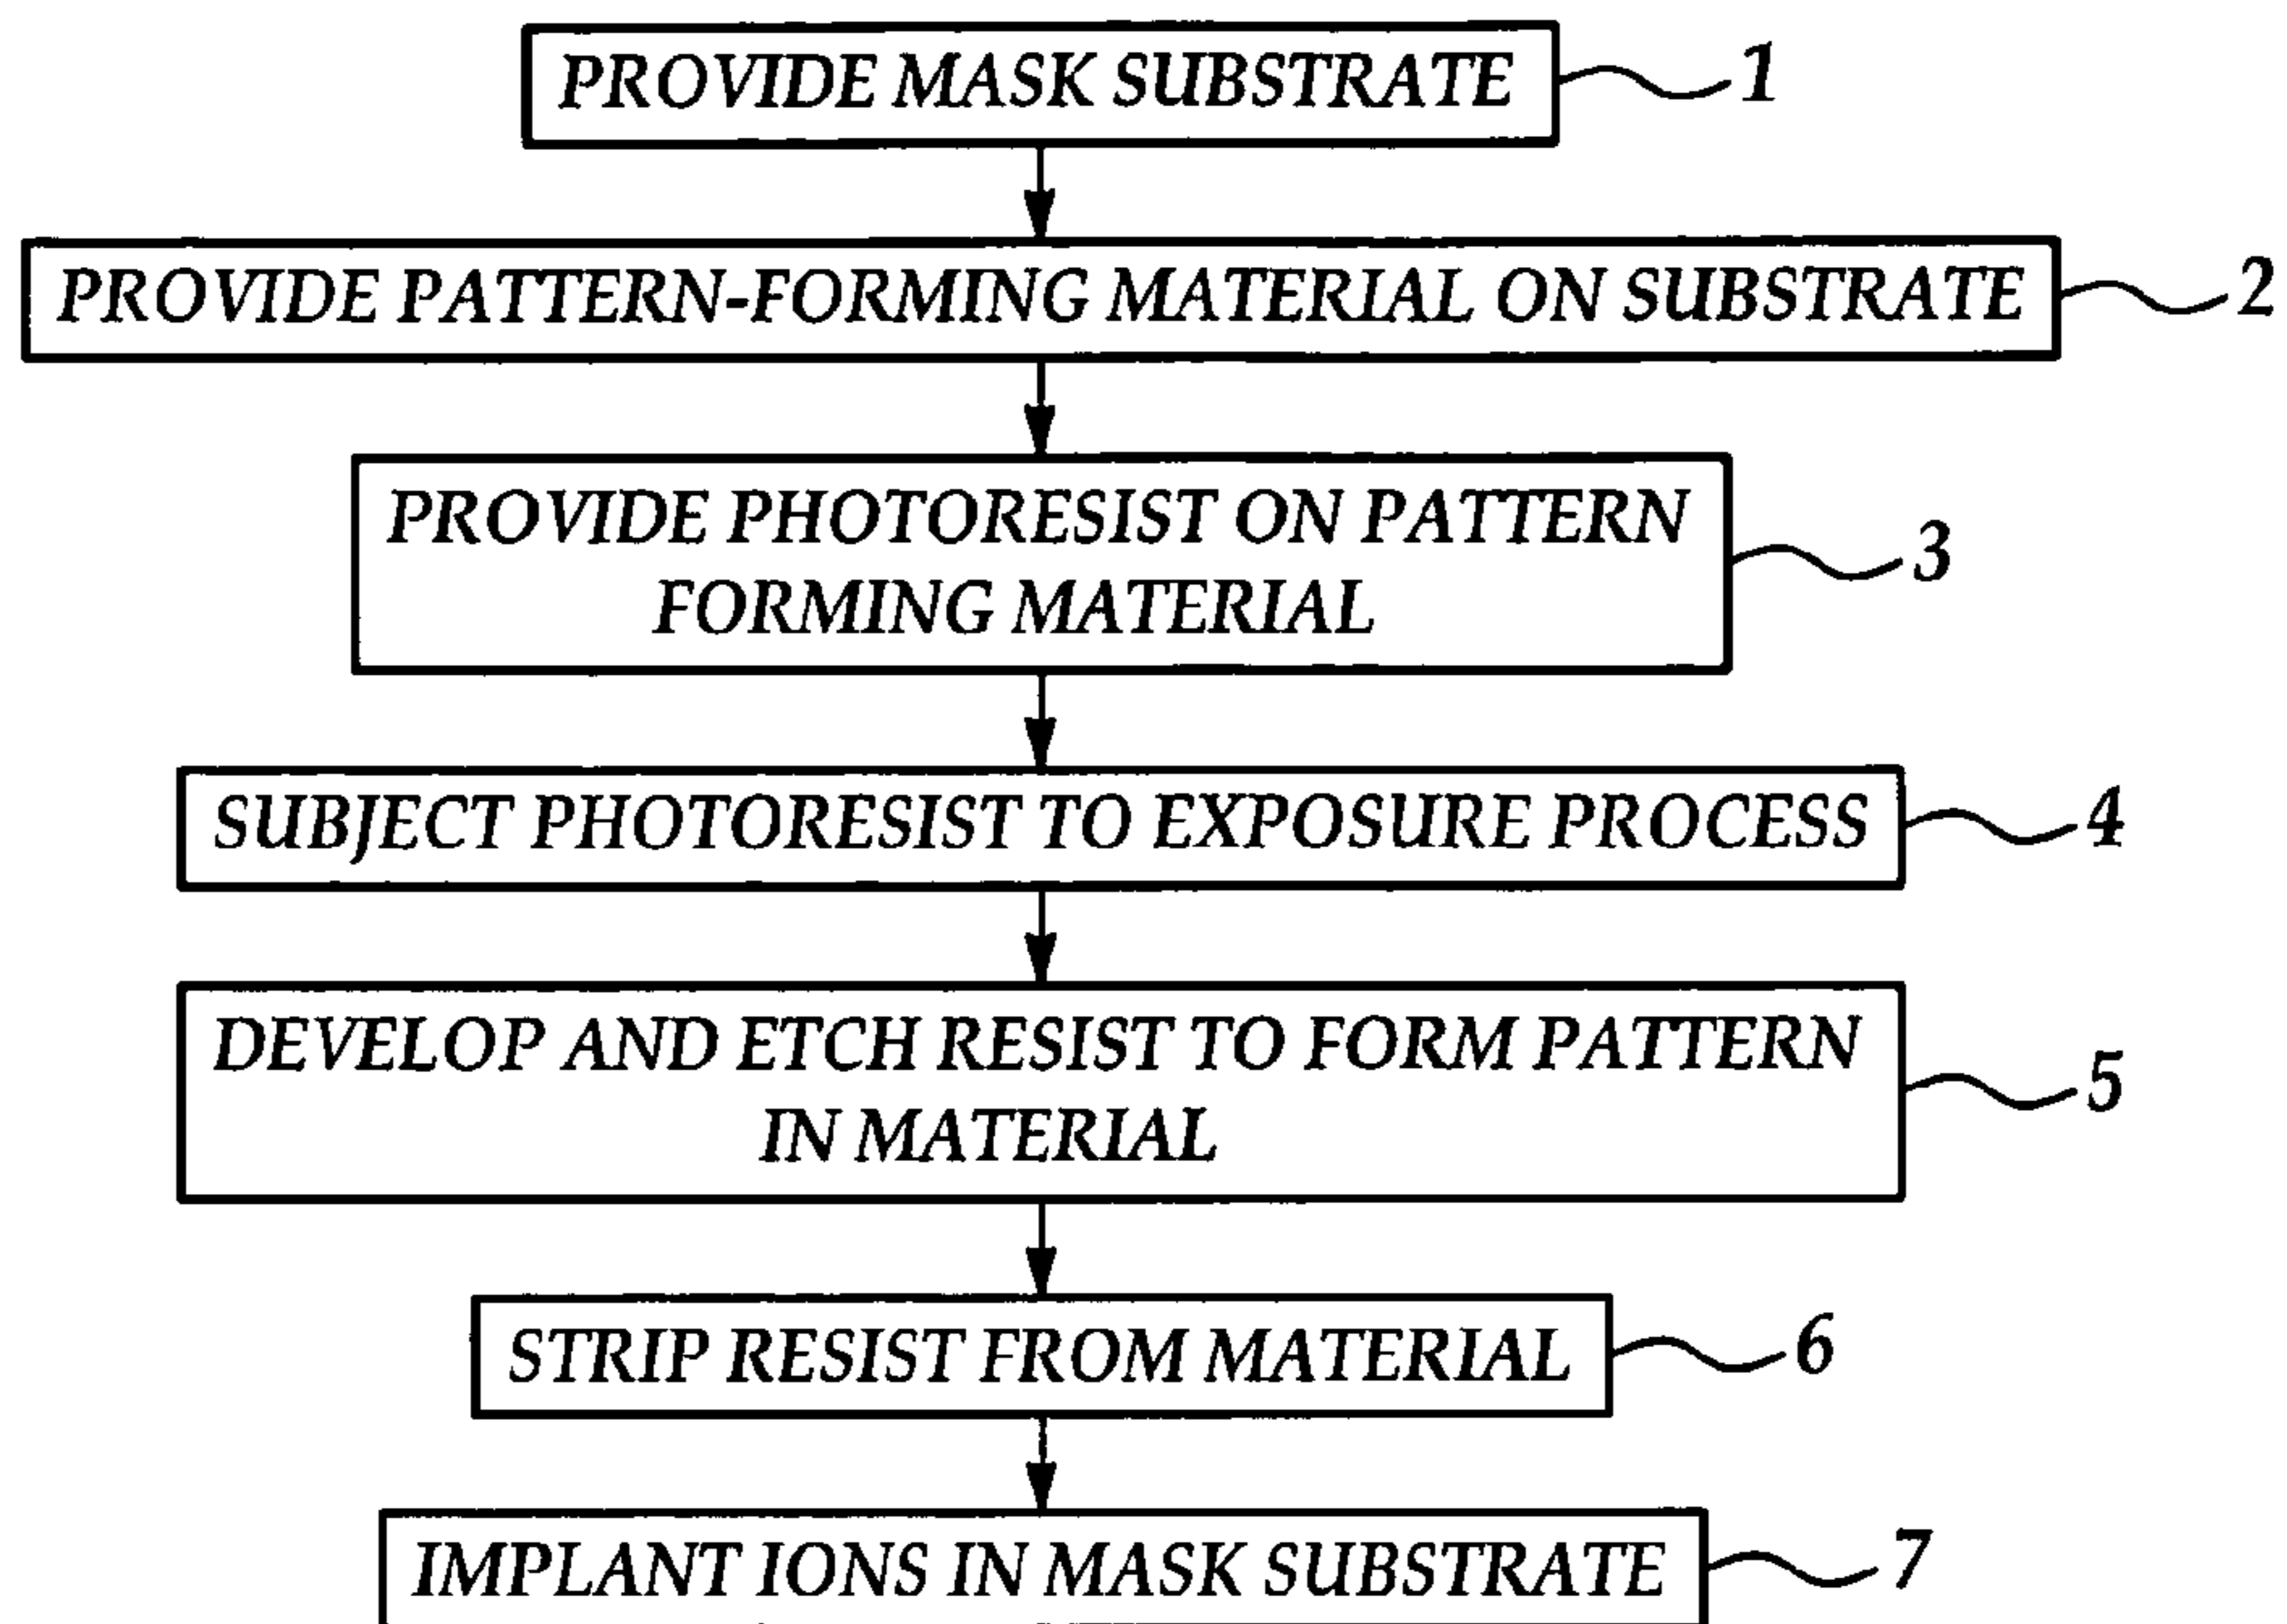 PROVIDE MASK SUBSTRATE 1
PROVIDE PATTERN-FORMING MATERIAL ON SUBSTRATE 2
PROVIDE PHOTORESIST ON PATTERN
FORMING MATERIAL
3
SUBJECT PHOTORESIST TO EXPOSURE PROCESS 4
DEVELOP AND ETCH RESIST TO FORM PATTERN
IN MATERIAL
5
STRIP RESIST FROM MATERIAL 6
IMPLANT IONS IN MASK SUBSTRATE 7